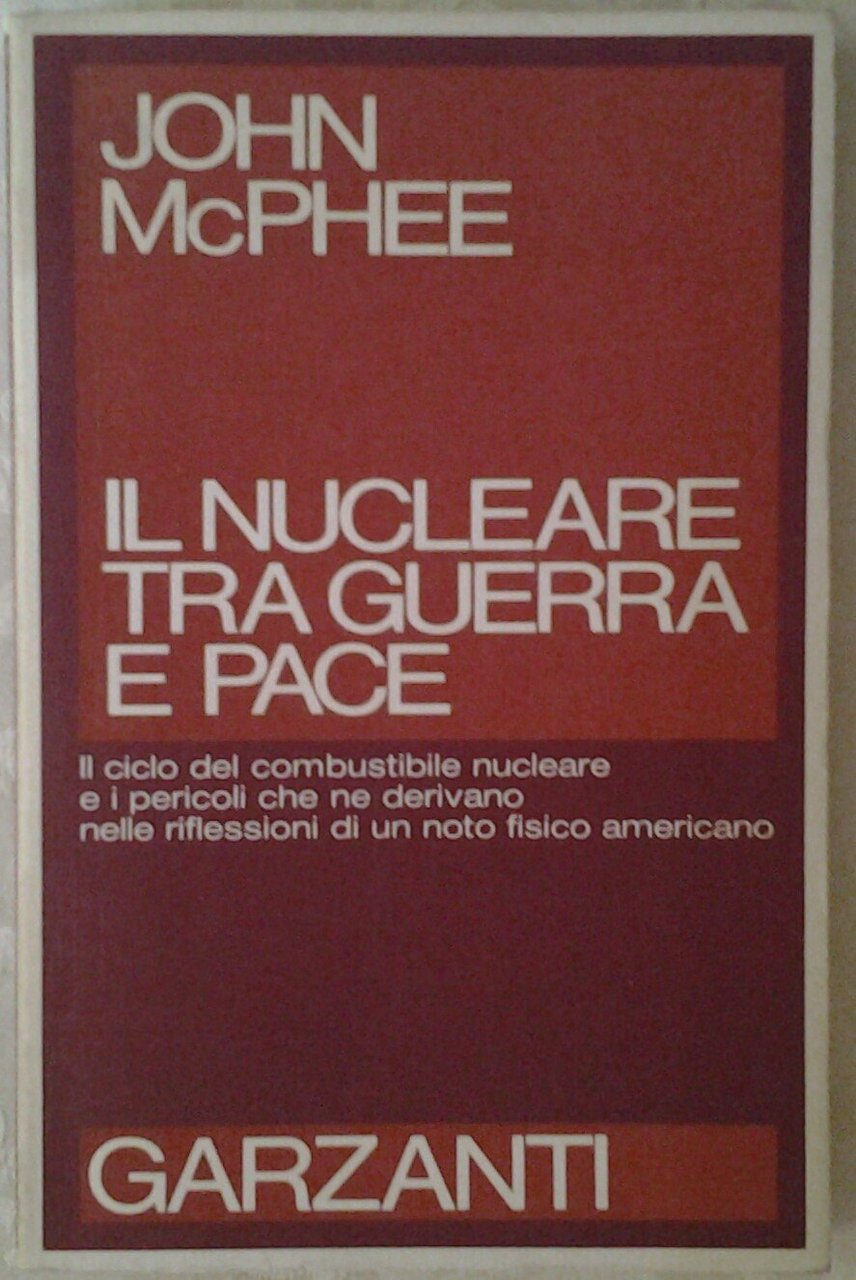 JOHN
McPHEE
IL NUCLEARE
TRA GUERRA
E PACE
Il ciclo del combustibile nucleare
e i pericoli che ne derivano
nelle riflessioni di un noto fisico americano
GARZANTI